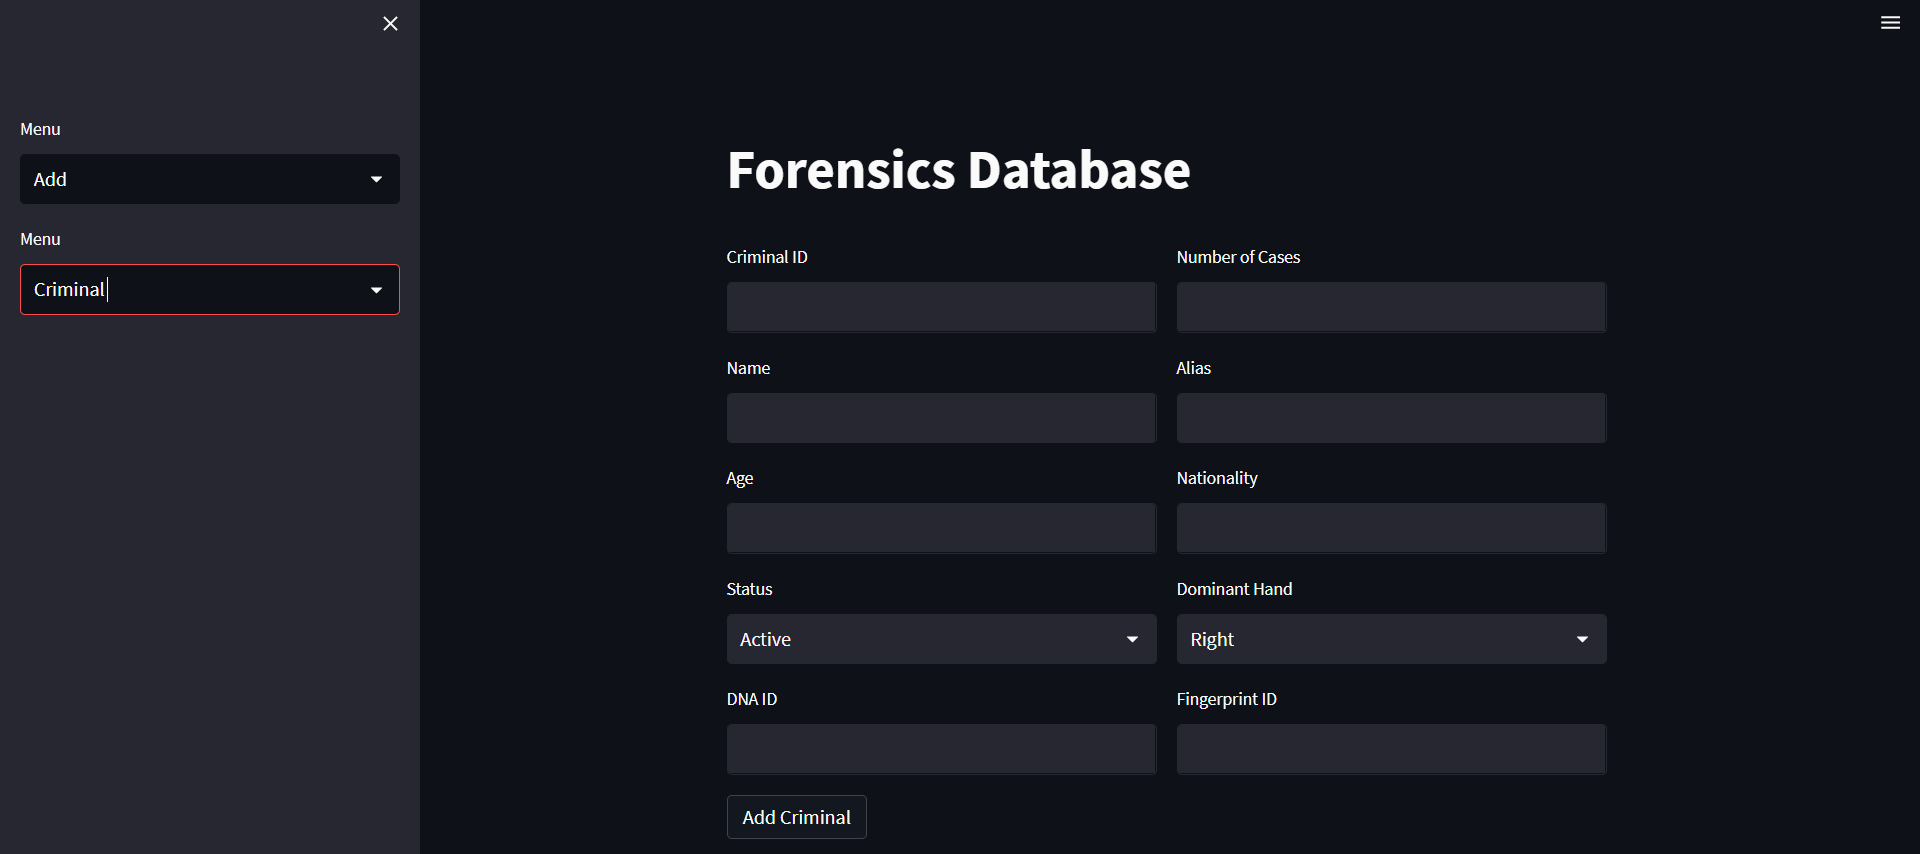 Menu
Add
Menu
Criminal
Forensics Database
Criminal ID
Number of Cases
Name
Alias
Age
Nationality
Status
Dominant Hand
Active
Right
DNA ID
Fingerprint ID
Add Criminal